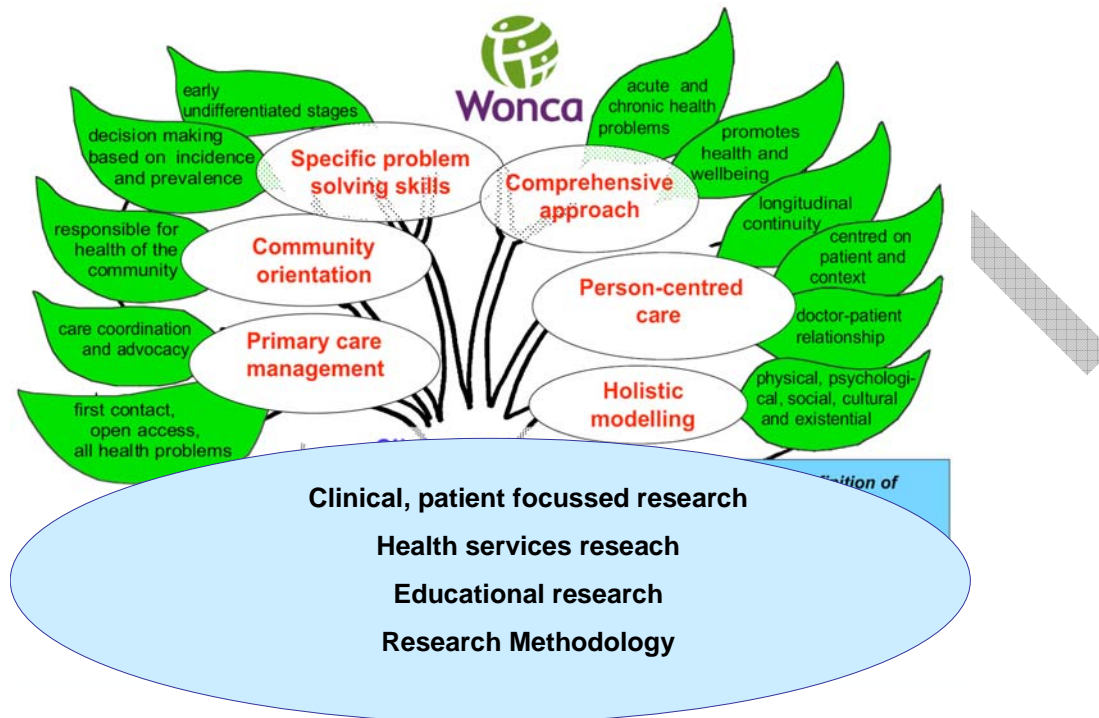 Wonca
early
undifferentiated stages
decision making
based on incidence
and prevalence
responsible for
health of the
community
care coordination
and advocacy
first contact,
open access,
all health problems
Specific problem
solving skills
Community
orientation
Primary care
management
Comprehensive
approach
Person-centred
care
Holistic
modelling
acute and
chronic health
problems
promotes
health and
wellbeing
longitudinal
continuity
centred on
patient and
context
doctor-patient
relationship
physical, psychologi-
cal, social, cultural
and existential
finition of
Clinical, patient focussed research
Health services reseach
Educational research
Research Methodology